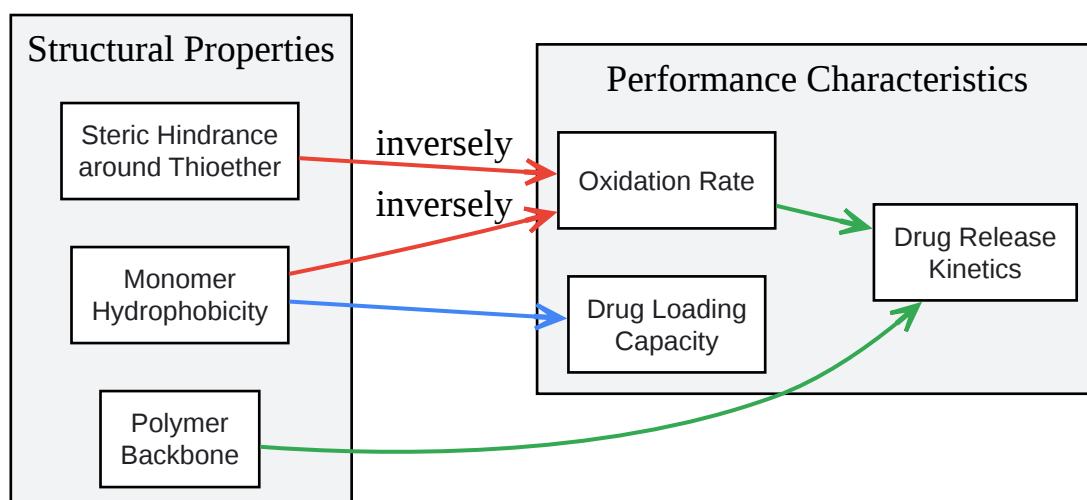 Structural Properties
Steric Hindrance
around Thioether
Monomer
Hydrophobicity
Polymer
Backbone
inversely
inversely
Performance Characteristics
Oxidation Rate
Drug Loading
Capacity
Drug Release
Kinetics